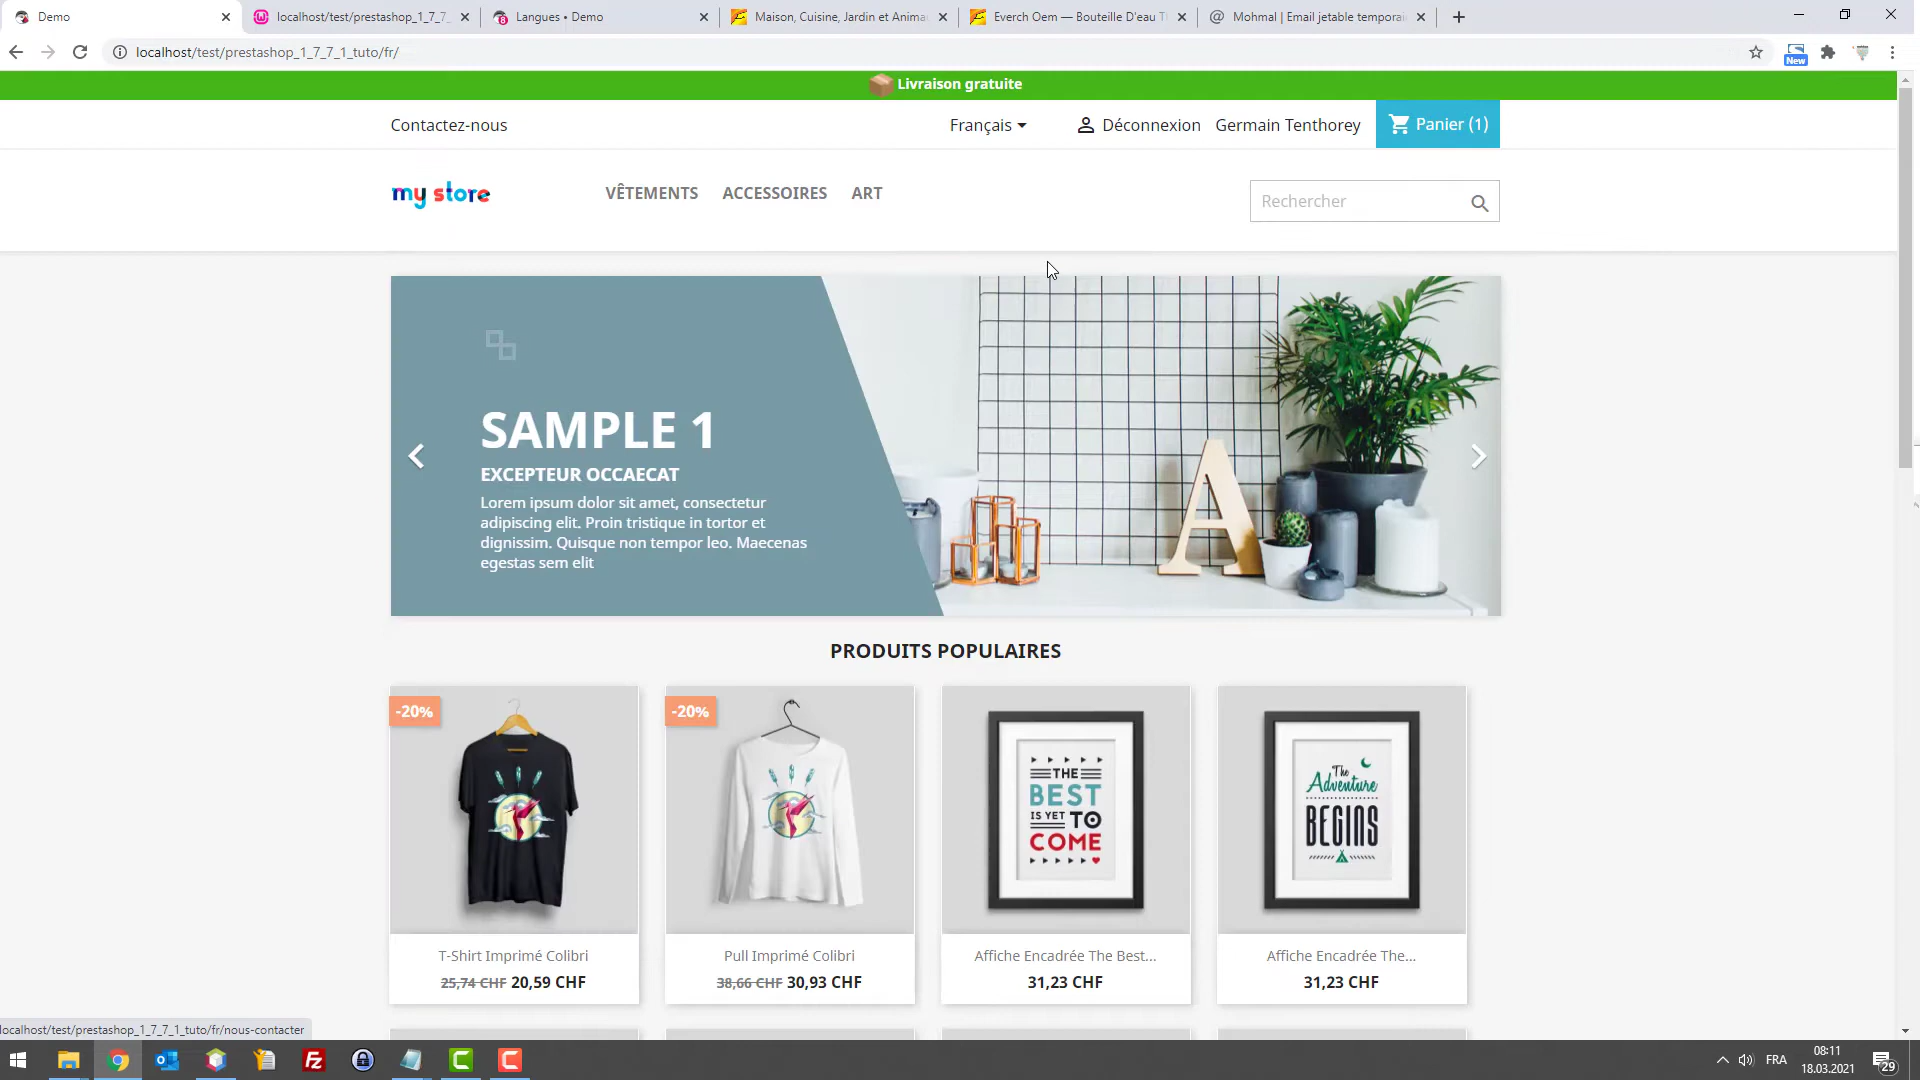 Demo
localhost/test/prestashop_1_7_7_
Langues • Demo
Maison, Cuisine, Jardin et Anima
Everch Oem — Bouteille D'eau T
Mohmal | Email jetable temporai
localhost/test/prestashop_1_7_7_1_tuto/fr/
New
Livraison gratuite
Contactez-nous
Français
Déconnexion
Germain Tenthorey
Panier (1)
my store
VÊTEMENTS
ACCESSOIRES
ART
Rechercher
SAMPLE 1
EXCEPTEUR OCCAECAT
Lorem ipsum dolor sit amet, consectetur
adipiscing elit. Proin tristique in tortor et
dignissim. Quisque non tempor leo. Maecenas
egestas sem elit
A
PRODUITS POPULAIRES
-20%
-20%
THE
BEST
IS YET TO
COME
The
Adventure
BEGINS
T-Shirt Imprimé Colibri
25,74 CHF 20,59 CHF
Pull Imprimé Colibri
38,66 CHF 30,93 CHF
Affiche Encadrée The Best...
31,23 CHF
Affiche Encadrée The...
31,23 CHF
localhost/test/prestashop_1_7_7_1_tuto/fr/nous-contacter
FRA
08:11
18.03.2021
29